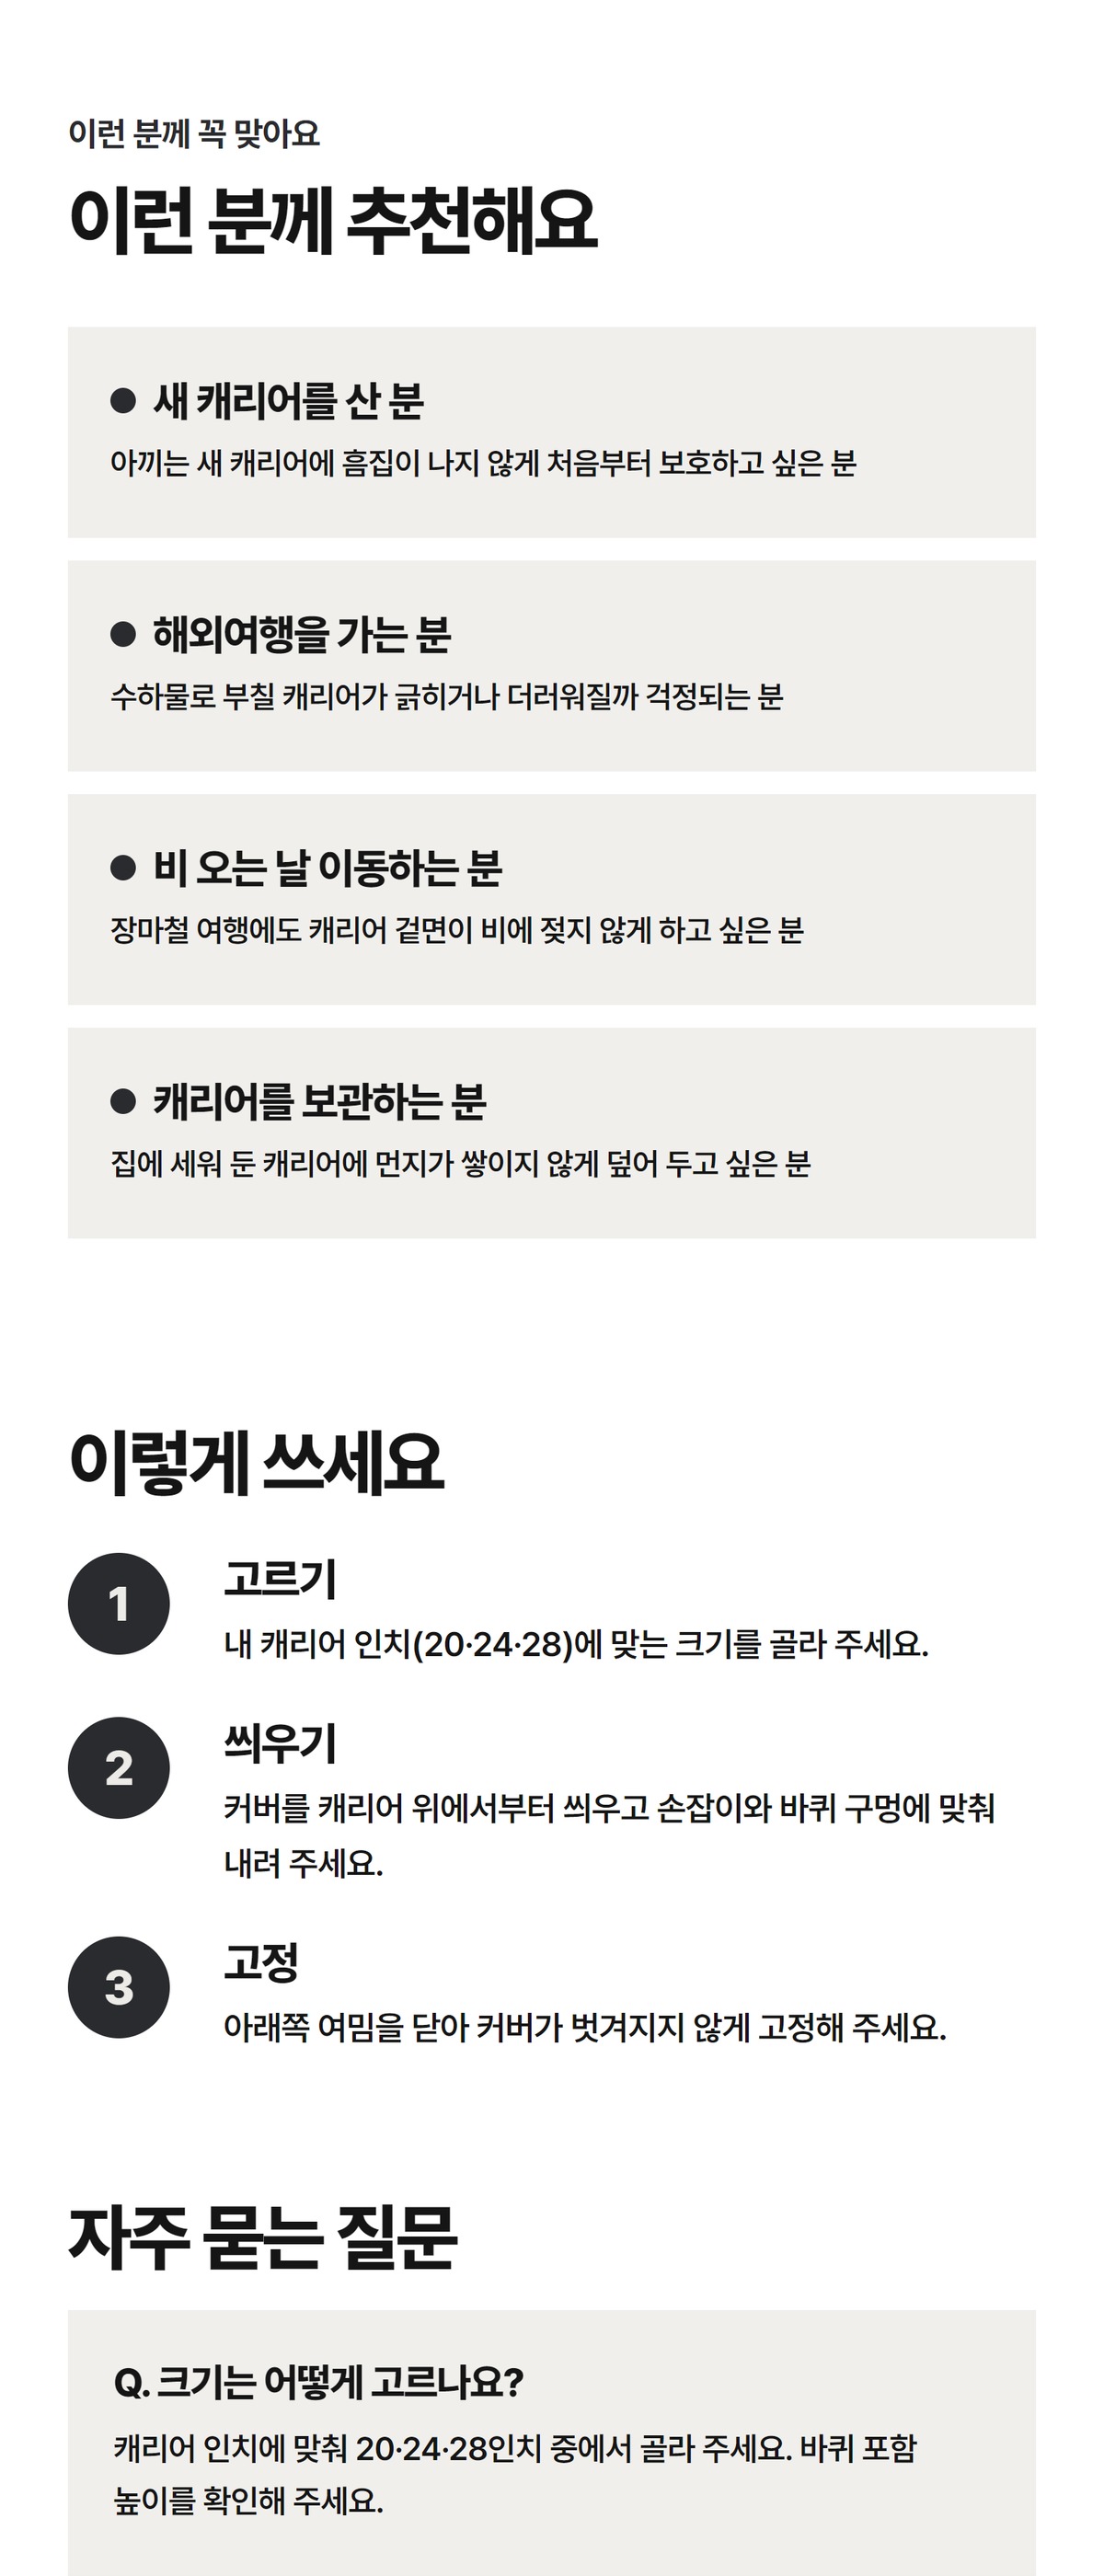 이런 분께 꼭 맞아요
이런 분께 추천해요
새 캐리어를 산 분
아끼는 새 캐리어에 흠집이 나지 않게 처음부터 보호하고 싶은 분
해외여행을 가는 분
수하물로 부칠 캐리어가 긁히거나 더러워질까 걱정되는 분
비 오는 날 이동하는 분
장마철 여행에도 캐리어 겉면이 비에 젖지 않게 하고 싶은 분
캐리어를 보관하는 분
집에 세워 둔 캐리어에 먼지가 쌓이지 않게 덮어 두고 싶은 분
이렇게 쓰세요
1
고르기
내 캐리어 인치(20·24·28)에 맞는 크기를 골라 주세요.
2
씌우기
커버를 캐리어 위에서부터 씌우고 손잡이와 바퀴 구멍에 맞춰
내려 주세요.
3
고정
아래쪽 여밈을 닫아 커버가 벗겨지지 않게 고정해 주세요.
자주 묻는 질문
Q. 크기는 어떻게 고르나요?
캐리어 인치에 맞춰 20·24·28인치 중에서 골라 주세요. 바퀴 포함
높이를 확인해 주세요.